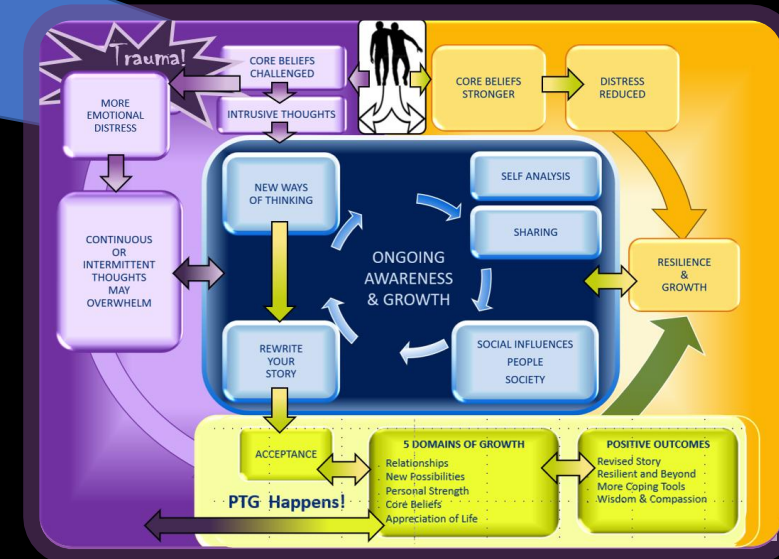 Trauma!
CORE BELIEFS
CHALLENGED
INTRUSIVE THOUGHTS
MORE
EMOTIONAL
DISTRESS
CONTINUOUS
OR
INTERMITTENT
THOUGHTS
MAY
OVERWHELM
CORE BELIEFS
STRONGER
DISTRESS
REDUCED
NEW WAYS
OF THINKING
SELF ANALYSIS
SHARING
ONGOING
AWARENESS
& GROWTH
RESILIENCE
&
GROWTH
REWRITE
YOUR
STORY
SOCIAL INFLUENCES
PEOPLE
SOCIETY
ACCEPTANCE
PTG Happens!
5 DOMAINS OF GROWTH
Relationships
New Possibilities
Personal Strength
Core Beliefs
Appreciation of Life
POSITIVE OUTCOMES
Revised Story
Resilient and Beyond
More Coping Tools
Wisdom & Compassion